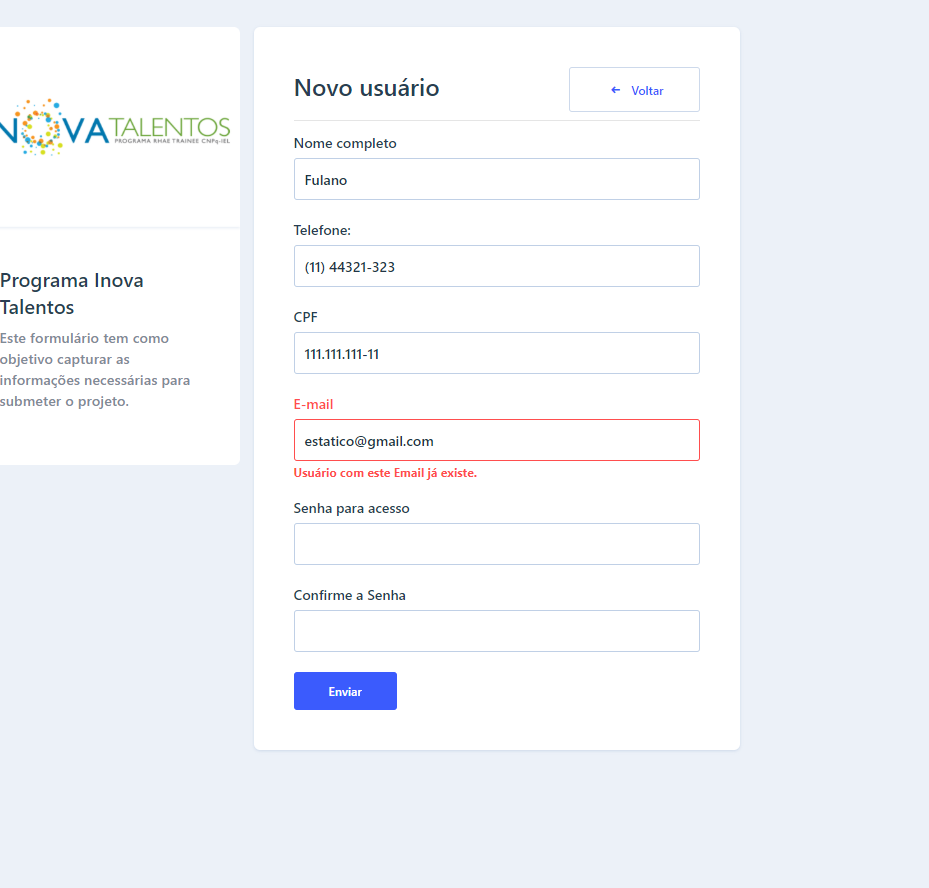 NOVATALENTOS
PROGRAMA RHAE TRAINEE CNPq-IEL
Programa Inova
Talentos
Este formulário tem como
objetivo capturar as
informações necessárias para
submeter o projeto.
Novo usuário
← Voltar
Nome completo
Fulano
Telefone:
(11) 44321-323
CPF
111.111.111-11
E-mail
estatico@gmail.com
Usuário com este Email já existe.
Senha para acesso
Confirme a Senha
Enviar